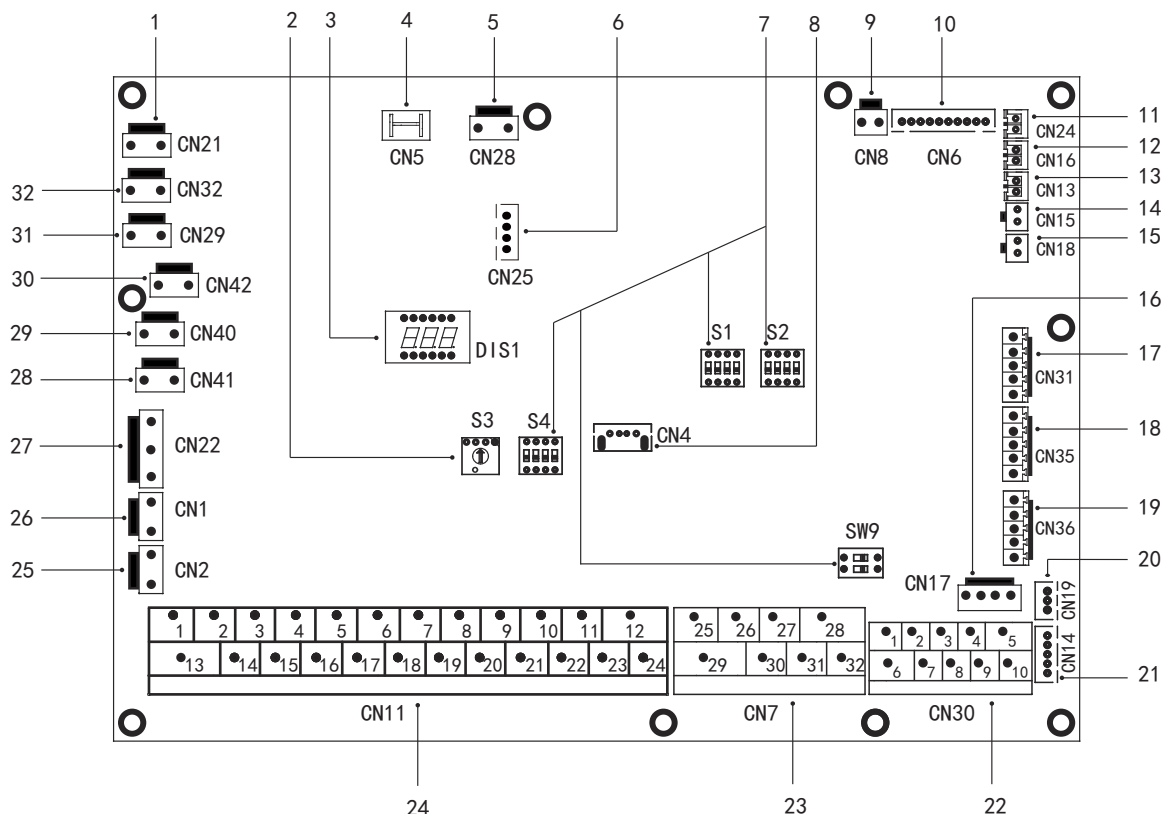 1 2 3 4 5 6 7 8 9 10
CN21 CN5 CN28 CN8 CN6 CN24 11
CN16 12
32 CN32 CN13 13
31 CN29 CN15 14
CN25 CN18 15
30 CN42 16
29 CN40 DIS1 S1 S2 17
28 CN41 CN31
27 CN22 S3 S4 CN4 CN35 18
26 CN1 SW9 CN36 19
25 CN2 CN17 CN19 20
1 2 3 4 5 6 7 8 9 10 11 12 25 26 27 28 1 2 3 4 5
13 14 15 16 17 18 19 20 21 22 23 24 29 30 31 32 6 7 8 9 10 CN14 21
CN11 CN7 CN30
24 23 22